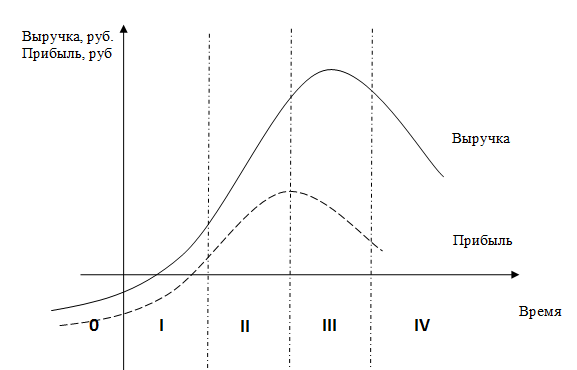 Выручка, руб.
Прибыль, руб
Выручка
Прибыль
Время
0 I II III IV